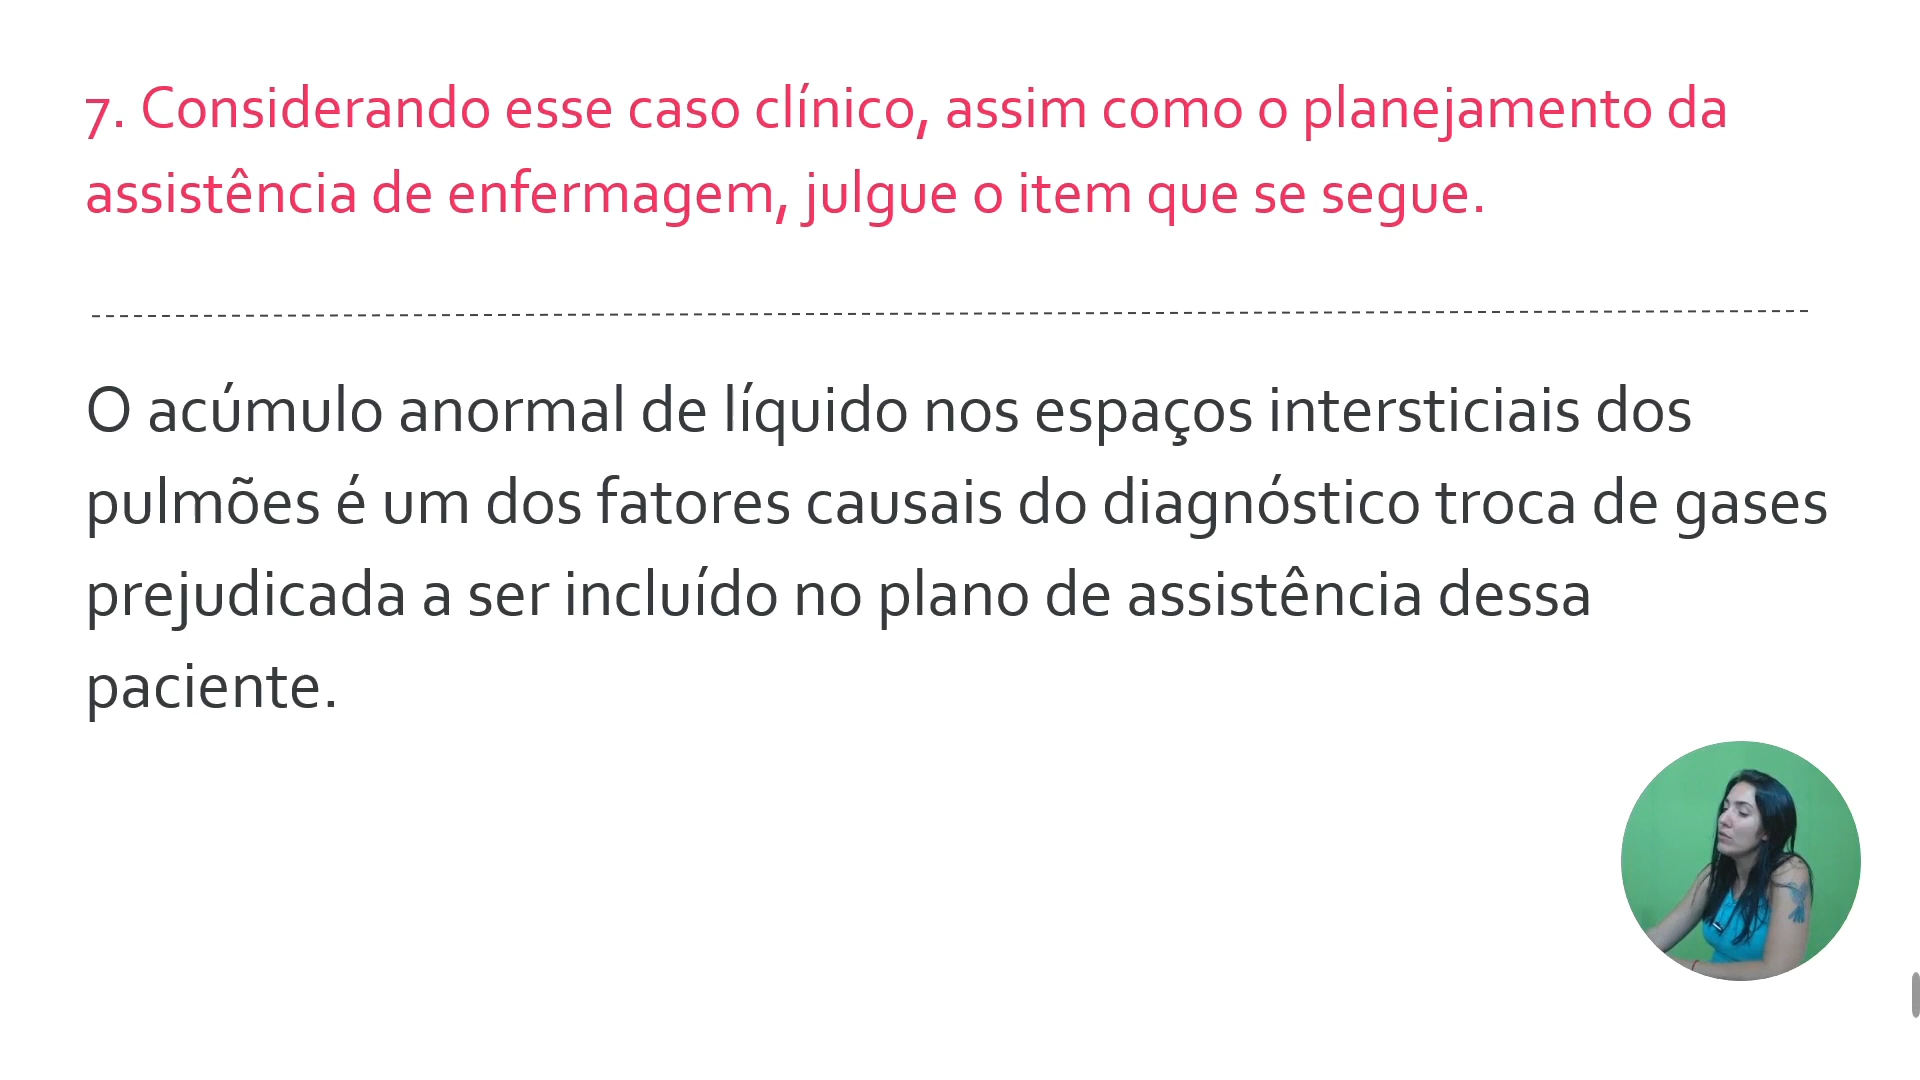 7. Considerando esse caso clínico, assim como o planejamento da
assistência de enfermagem, julgue o item que se segue.
O acúmulo anormal de líquido nos espaços intersticiais dos
pulmões é um dos fatores causais do diagnóstico troca de gases
prejudicada a ser incluído no plano de assistência dessa
paciente.